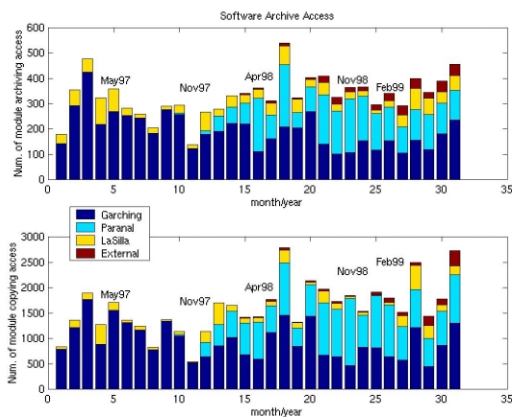 Software Archive Access
Num. of module archiving access
600
500
400
300
200
100
0
May97
Nov97
Apr98
Nov98
Feb99
0 5 10 15 20 25 30 35
month/year
Garching
Paranal
LaSilla
External
Num. of module copying access
3000
2500
2000
1500
1000
500
0
May97
Nov97
Apr98
Nov98
Feb99
0 5 10 15 20 25 30 35
month/year